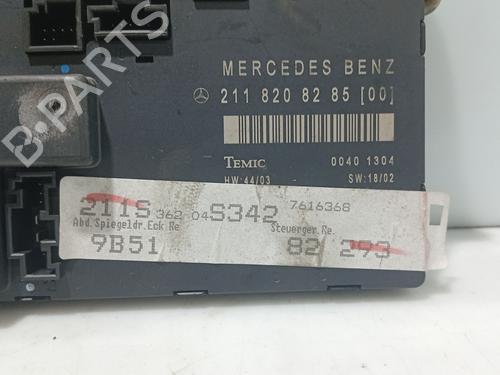 MERCEDES BENZ
211 820 82 85 [00]
TEMIC 0040 1304
HW:44/03 SW:18/02
211S 362 04 S342 7616368
Abd.Spiegeldr.Eck Re Steuerger.Re.
9B51 82 293
B-PARTS